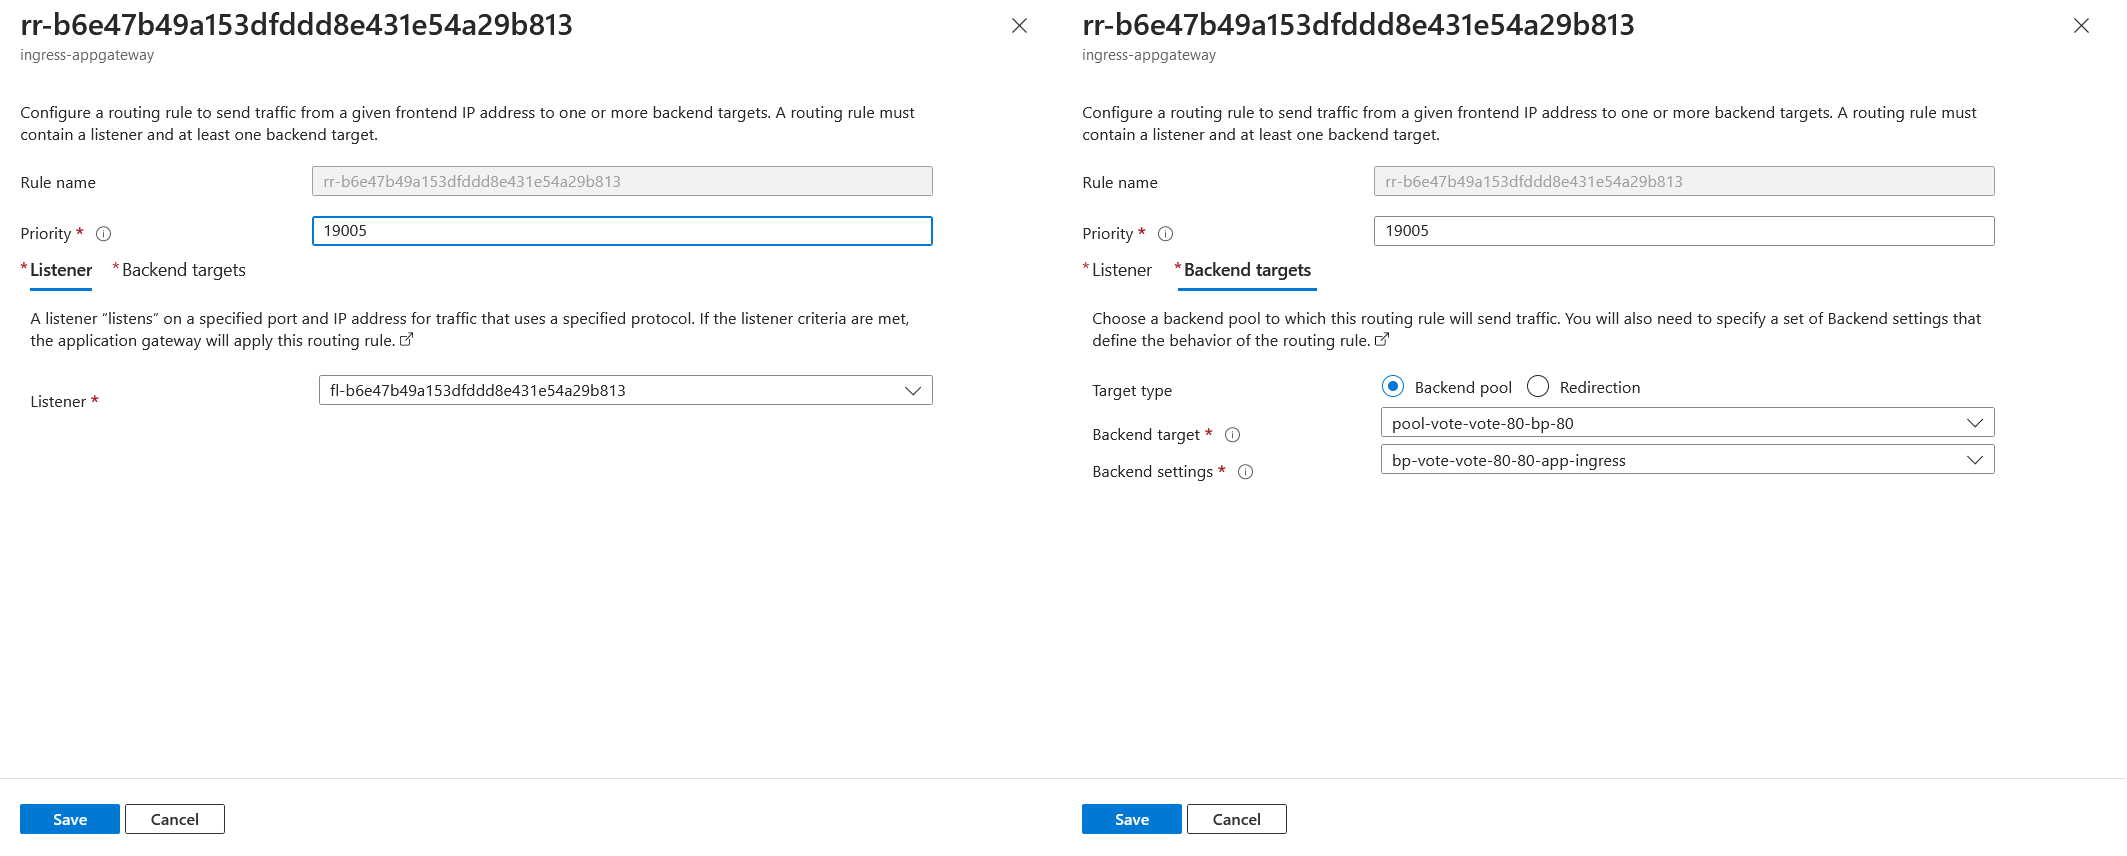 rr-b6e47b49a153dfddd8e431e54a29b813
ingress-appgateway
Configure a routing rule to send traffic from a given frontend IP address to one or more backend targets. A routing rule must
contain a listener and at least one backend target.
Rule name
rr-b6e47b49a153dfddd8e431e54a29b813
Priority *
19005
*Listener
*Backend targets
A listener “listens” on a specified port and IP address for traffic that uses a specified protocol. If the listener criteria are met,
the application gateway will apply this routing rule.
Listener *
fl-b6e47b49a153dfddd8e431e54a29b813
Save
Cancel
rr-b6e47b49a153dfddd8e431e54a29b813
ingress-appgateway
Configure a routing rule to send traffic from a given frontend IP address to one or more backend targets. A routing rule must
contain a listener and at least one backend target.
Rule name
rr-b6e47b49a153dfddd8e431e54a29b813
Priority *
19005
*Listener
*Backend targets
Choose a backend pool to which this routing rule will send traffic. You will also need to specify a set of Backend settings that
define the behavior of the routing rule.
Target type
Backend pool
Redirection
Backend target *
pool-vote-vote-80-bp-80
Backend settings *
bp-vote-vote-80-80-app-ingress
Save
Cancel